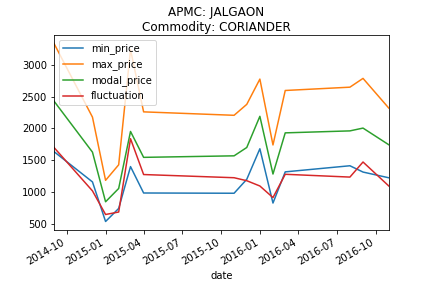 APMC: JALGAON
Commodity: CORIANDER
min_price
max_price
modal_price
fluctuation
3000
2500
2000
1500
1000
500
2014-10
2015-01
2015-04
2015-07
2015-10
2016-01
2016-04
2016-07
2016-10
date